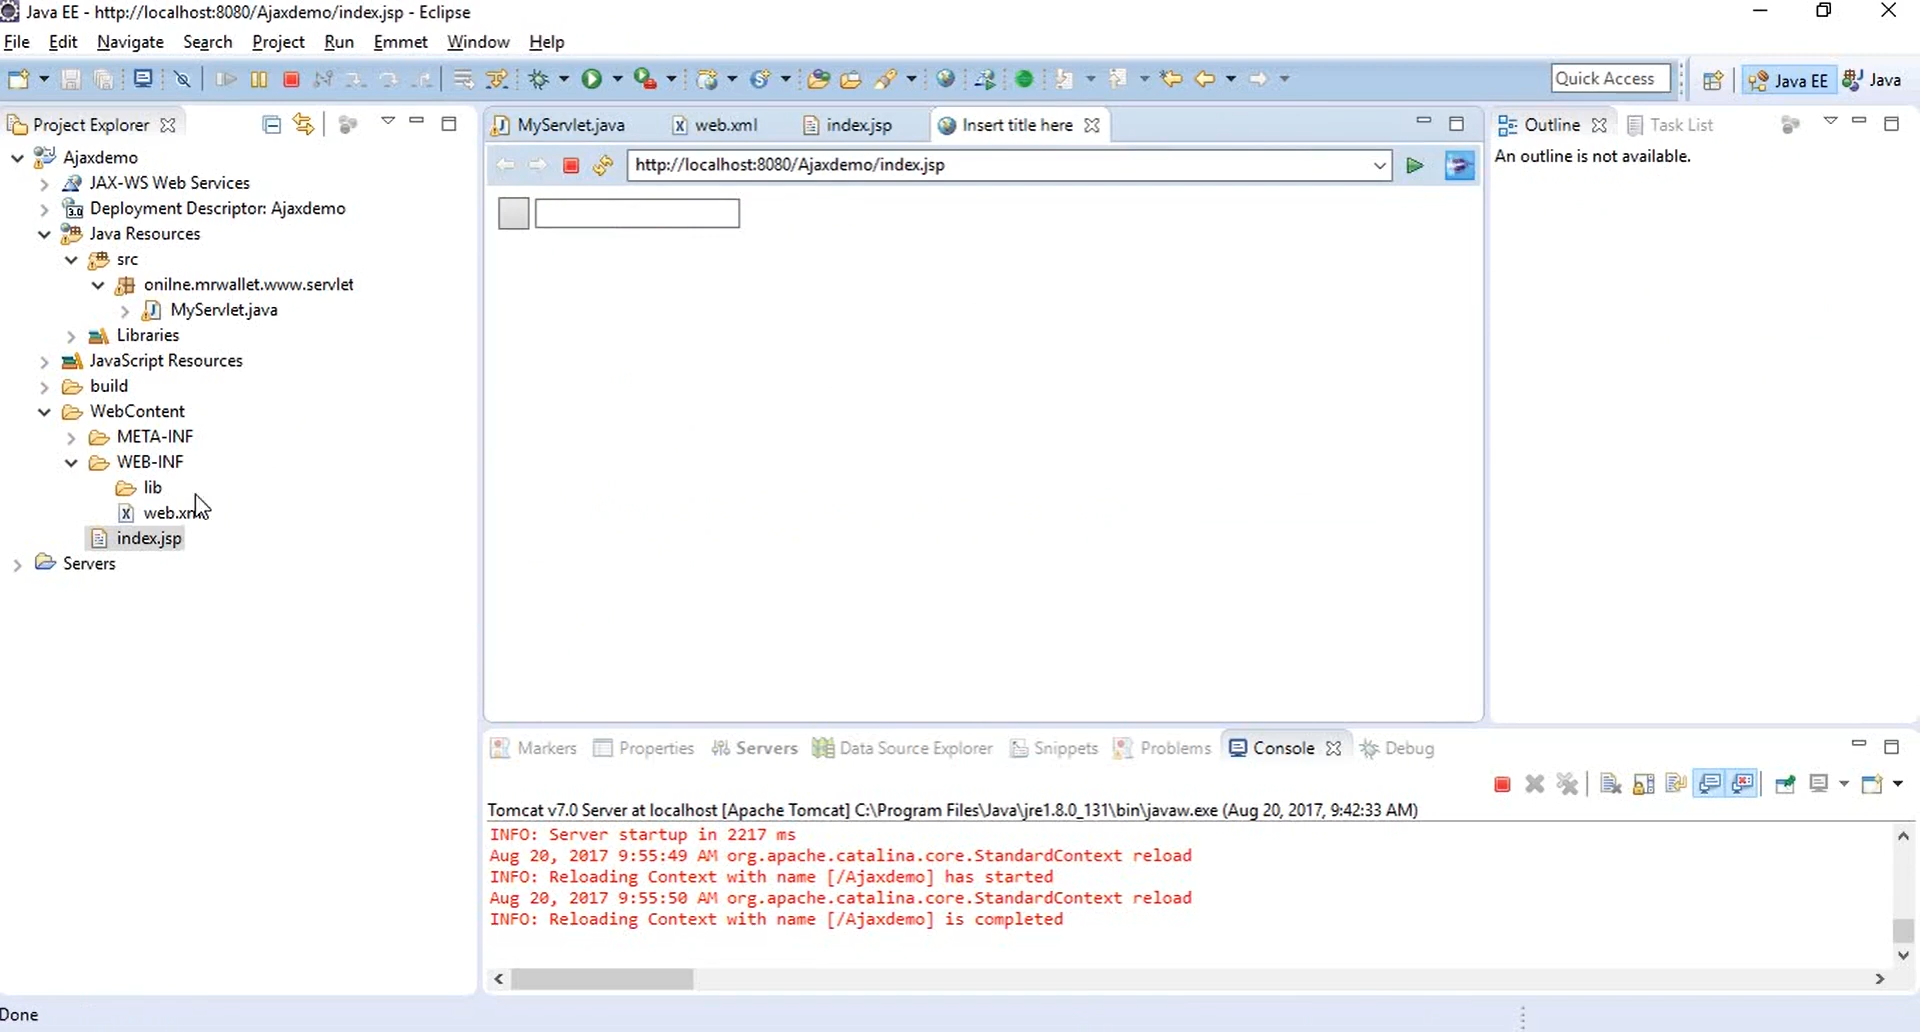 Java EE - http://localhost:8080/Ajaxdemo/index.jsp - Eclipse
File Edit Navigate Search Project Run Emmet Window Help
Quick Access Java EE Java
Project Explorer
Ajaxdemo
JAX-WS Web Services
3.0 Deployment Descriptor: Ajaxdemo
Java Resources
src
onilne.mrwallet.www.servlet
MyServlet.java
Libraries
JavaScript Resources
build
WebContent
META-INF
WEB-INF
lib
web.xml
index.jsp
Servers
MyServlet.java web.xml index.jsp Insert title here
http://localhost:8080/Ajaxdemo/index.jsp
Outline Task List
An outline is not available.
Markers Properties Servers Data Source Explorer Snippets Problems Console Debug
Tomcat v7.0 Server at localhost [Apache Tomcat] C:\Program Files\Java\jre1.8.0_131\bin\javaw.exe (Aug 20, 2017, 9:42:33 AM)
INFO: Server startup in 2217 ms
Aug 20, 2017 9:55:49 AM org.apache.catalina.core.StandardContext reload
INFO: Reloading Context with name [/Ajaxdemo] has started
Aug 20, 2017 9:55:50 AM org.apache.catalina.core.StandardContext reload
INFO: Reloading Context with name [/Ajaxdemo] is completed
Done